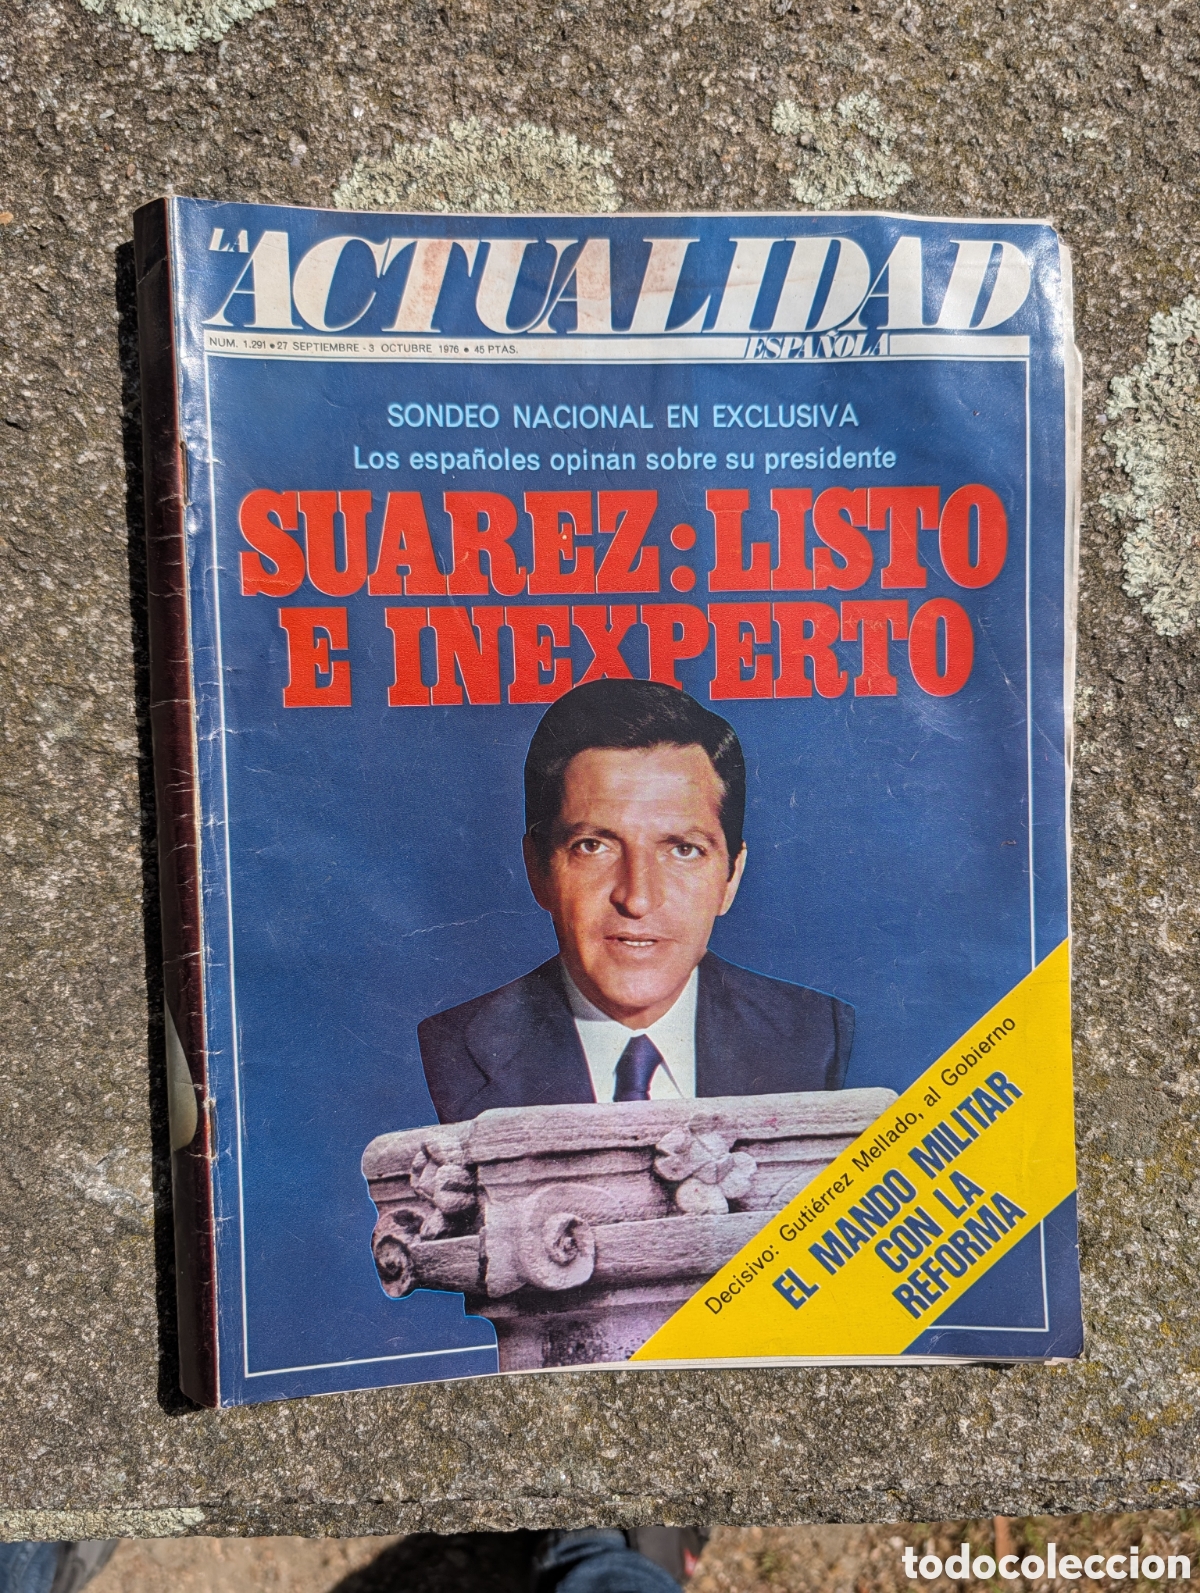 LA ACTUALIDAD
ESPAÑOLA
NUM. 1.291 • 27 SEPTIEMBRE - 3 OCTUBRE 1976 • 45 PTAS.
SONDEO NACIONAL EN EXCLUSIVA
Los españoles opinan sobre su presidente
SUAREZ: LISTO
E INEXPERTO
Decisivo: Gutiérrez Mellado, al Gobierno
EL MANDO MILITAR
CON LA
REFORMA
todocoleccion